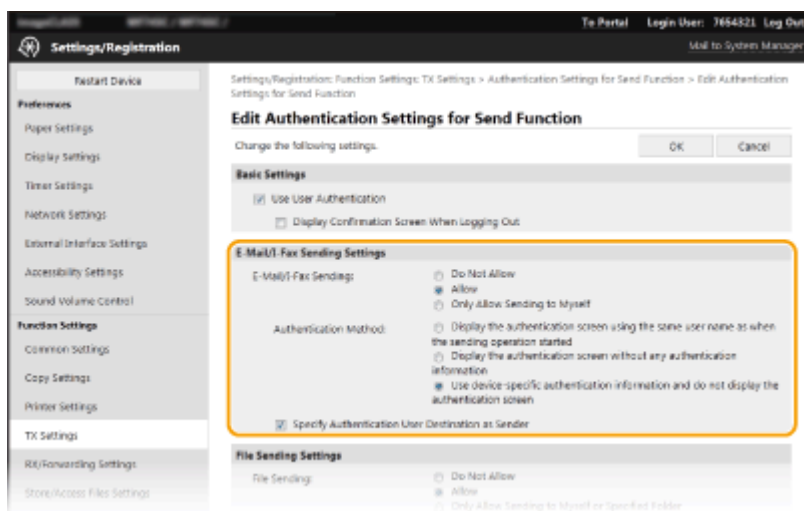 To Portal Login User: 7654321 Log Out
Settings/Registration
Mail to System Manager
Restart Device
Preferences
Paper Settings
Display Settings
Timer Settings
Network Settings
External Interface Settings
Accessibility Settings
Sound Volume Control
Function Settings
Common Settings
Copy Settings
Printer Settings
TX Settings
RX/Forwarding Settings
Store/Access Files Settings
Settings/Registration: Function Settings: TX Settings > Authentication Settings for Send Function > Edit Authentication
Settings for Send Function
Edit Authentication Settings for Send Function
Change the following settings.
OK
Cancel
Basic Settings
Use User Authentication
Display Confirmation Screen When Logging Out
E-Mail/I-Fax Sending Settings
E-Mail/I-Fax Sending:
Do Not Allow
Allow
Only Allow Sending to Myself
Authentication Method:
Display the authentication screen using the same user name as when
the sending operation started
Display the authentication screen without any authentication
information
Use device-specific authentication information and do not display the
authentication screen
Specify Authentication User Destination as Sender
File Sending Settings
File Sending:
Do Not Allow
Allow
Only Allow Sending to Myself or Specified Folder